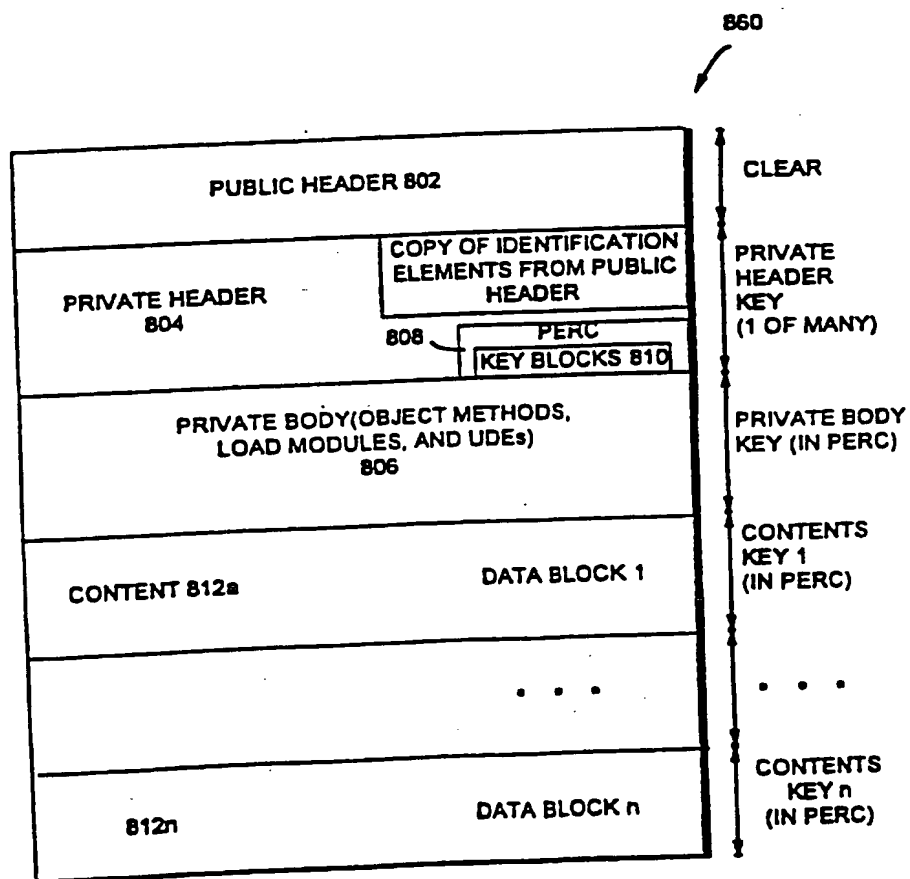 860
PUBLIC HEADER 802
CLEAR
COPY OF IDENTIFICATION
ELEMENTS FROM PUBLIC
HEADER
PRIVATE HEADER
804
808
PERC
KEY BLOCKS 810
PRIVATE
HEADER
KEY
(1 OF MANY)
PRIVATE BODY(OBJECT METHODS,
LOAD MODULES, AND UDEs)
806
PRIVATE BODY
KEY (IN PERC)
CONTENT 812a
DATA BLOCK 1
CONTENTS
KEY 1
(IN PERC)
• • •
• • •
812n
DATA BLOCK n
CONTENTS
KEY n
(IN PERC)